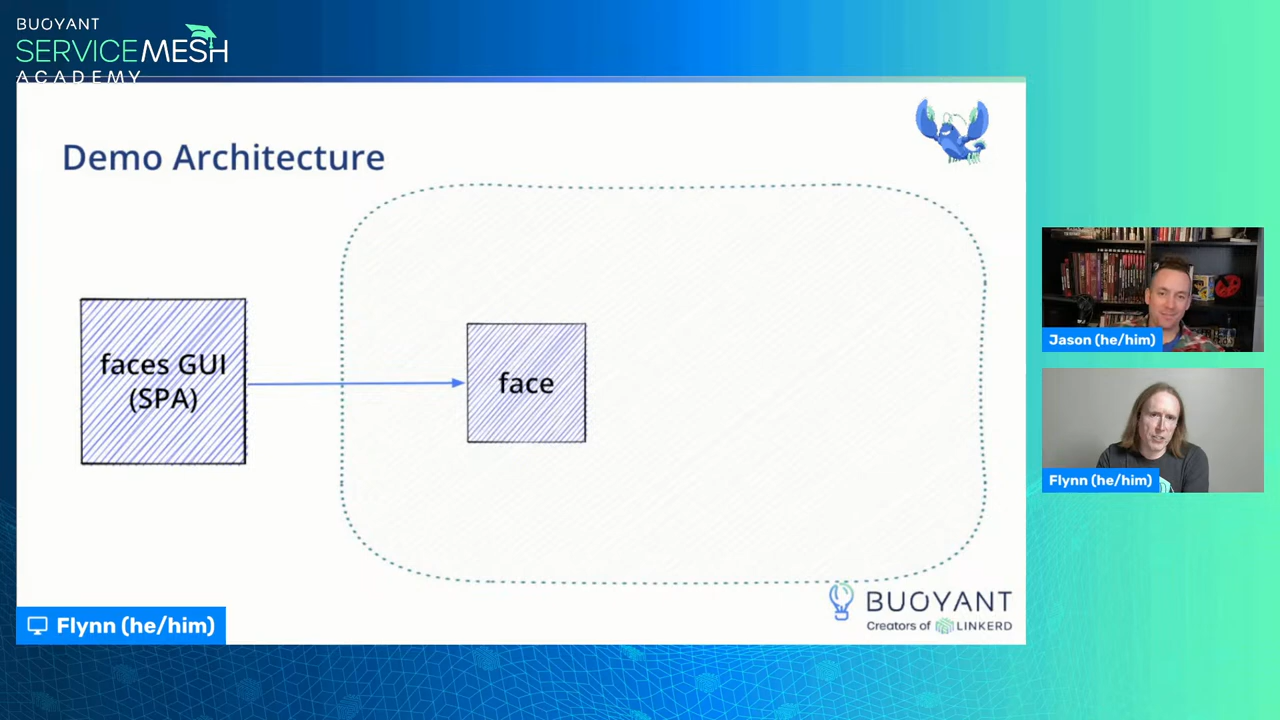 BUOYANT
SERVICEMESH
ACADEMY
Demo Architecture
faces GUI
(SPA)
face
Jason (he/him)
Flynn (he/him)
BUOYANT
Creators of LINKERD
Flynn (he/him)